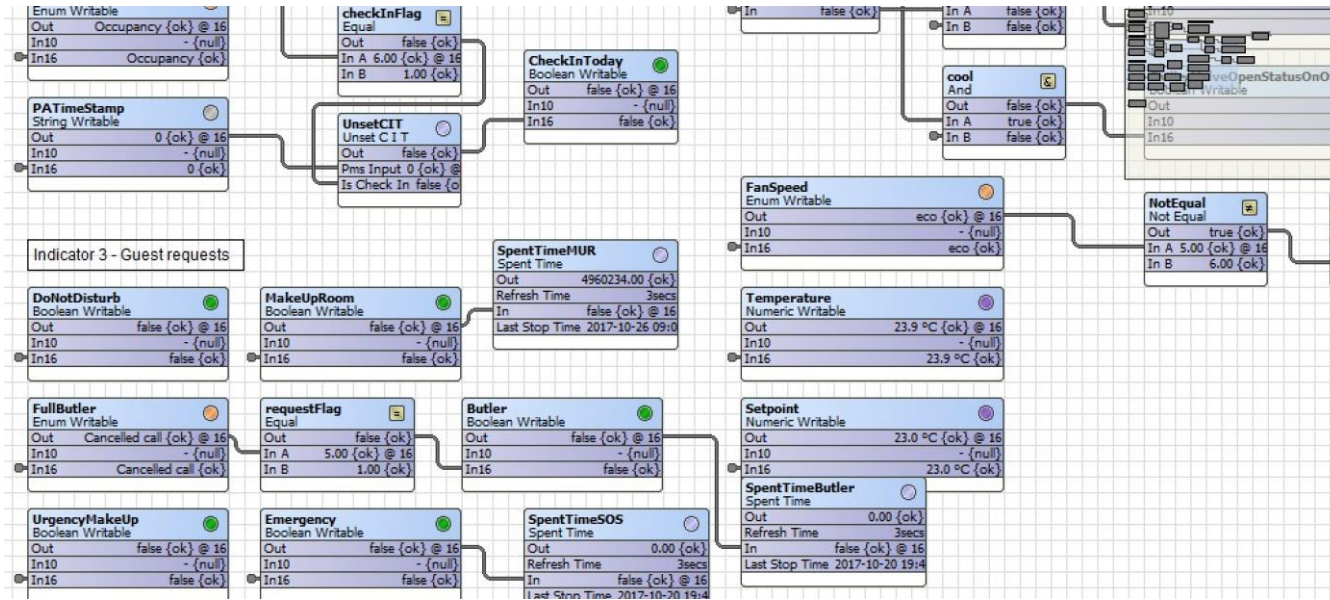 Enum Writable
Out Occupancy {ok} @ 16
In10 - {null}
In16 Occupancy {ok}
checkInFlag
Equal
Out false {ok}
In A 6.00 {ok} @ 16
In B 1.00 {ok}
CheckInToday
Boolean Writable
Out false {ok} @ 16
In10 - {null}
In16 false {ok}
PATimeStamp
String Writable
Out 0 {ok} @ 16
In10 - {null}
In16 0 {ok}
UnsetCIT
Unset C I T
Out false {ok}
Pms Input 0 {ok} @
Is Check In false {o
In false {ok}
In A false {ok}
In B false {ok}
In10
cool
And
Out false {ok}
In A true {ok}
In B false {ok}
veOpenStatusOnO
Boolean Writable
Out
In10
In16
FanSpeed
Enum Writable
Out eco {ok} @ 16
In10 - {null}
In16 eco {ok}
NotEqual
Not Equal
Out true {ok}
In A 5.00 {ok} @ 16
In B 6.00 {ok}
Indicator 3 - Guest requests
SpentTimeMUR
Spent Time
Out 4960234.00 {ok}
Refresh Time 3secs
In false {ok} @ 16
Last Stop Time 2017-10-26 09:0
DoNotDisturb
Boolean Writable
Out false {ok} @ 16
In10 - {null}
In16 false {ok}
MakeUpRoom
Boolean Writable
Out false {ok} @ 16
In10 - {null}
In16 false {ok}
Temperature
Numeric Writable
Out 23.9 °C {ok} @ 16
In10 - {null}
In16 23.9 °C {ok}
FullButler
Enum Writable
Out Cancelled call {ok} @ 16
In10 - {null}
In16 Cancelled call {ok}
requestFlag
Equal
Out false {ok}
In A 5.00 {ok} @ 16
In B 1.00 {ok}
Butler
Boolean Writable
Out false {ok} @ 16
In10 - {null}
In16 false {ok}
Setpoint
Numeric Writable
Out 23.0 °C {ok} @ 16
In10 - {null}
In16 23.0 °C {ok}
SpentTimeButler
Spent Time
Out 0.00 {ok}
Refresh Time 3secs
In false {ok} @ 16
Last Stop Time 2017-10-20 19:4
UrgencyMakeUp
Boolean Writable
Out false {ok} @ 16
In10 - {null}
In16 false {ok}
Emergency
Boolean Writable
Out false {ok} @ 16
In10 - {null}
In16 false {ok}
SpentTimeSOS
Spent Time
Out 0.00 {ok}
Refresh Time 3secs
In false {ok} @ 16
Last Stop Time 2017-10-20 19:4